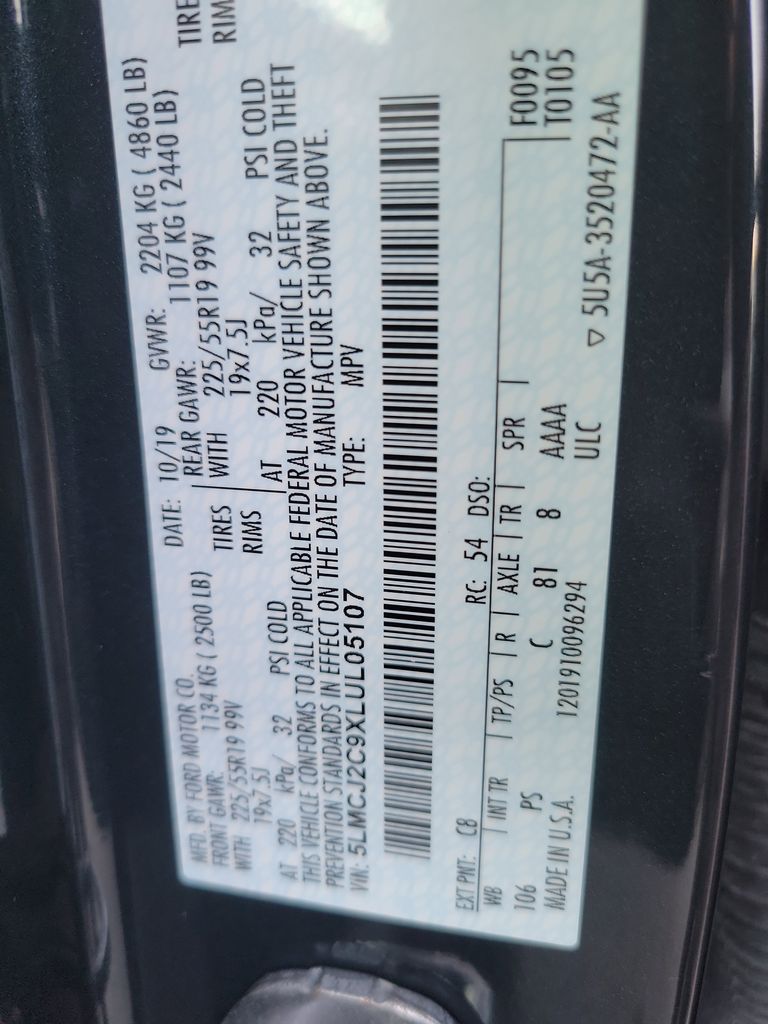 MFD. BY FORD MOTOR CO.
DATE: 10/19 GVWR: 2204 KG ( 4860 LB)
FRONT GAWR: 1134 KG ( 2500 LB)
REAR GAWR: 1107 KG ( 2440 LB)
WITH 225/55R19 99V TIRES
WITH 225/55R19 99V TIRE
19x7.5J RIMS
19x7.5J RIM
AT 220 kPa/ 32 PSI COLD
AT 220 kPa/ 32 PSI COLD
THIS VEHICLE CONFORMS TO ALL APPLICABLE FEDERAL MOTOR VEHICLE SAFETY AND THEFT
PREVENTION STANDARDS IN EFFECT ON THE DATE OF MANUFACTURE SHOWN ABOVE.
VIN: 5LMCJ2C9XLUL05107 TYPE: MPV
EXT PNT: CB RC: 54 DSO:
WB INT TR TP/PS R AXLE TR SPR F0095
106 PS C 81 8 AAAA T0105
MADE IN U.S.A. 1201910096294 ULC
5U5A-3520472-AA